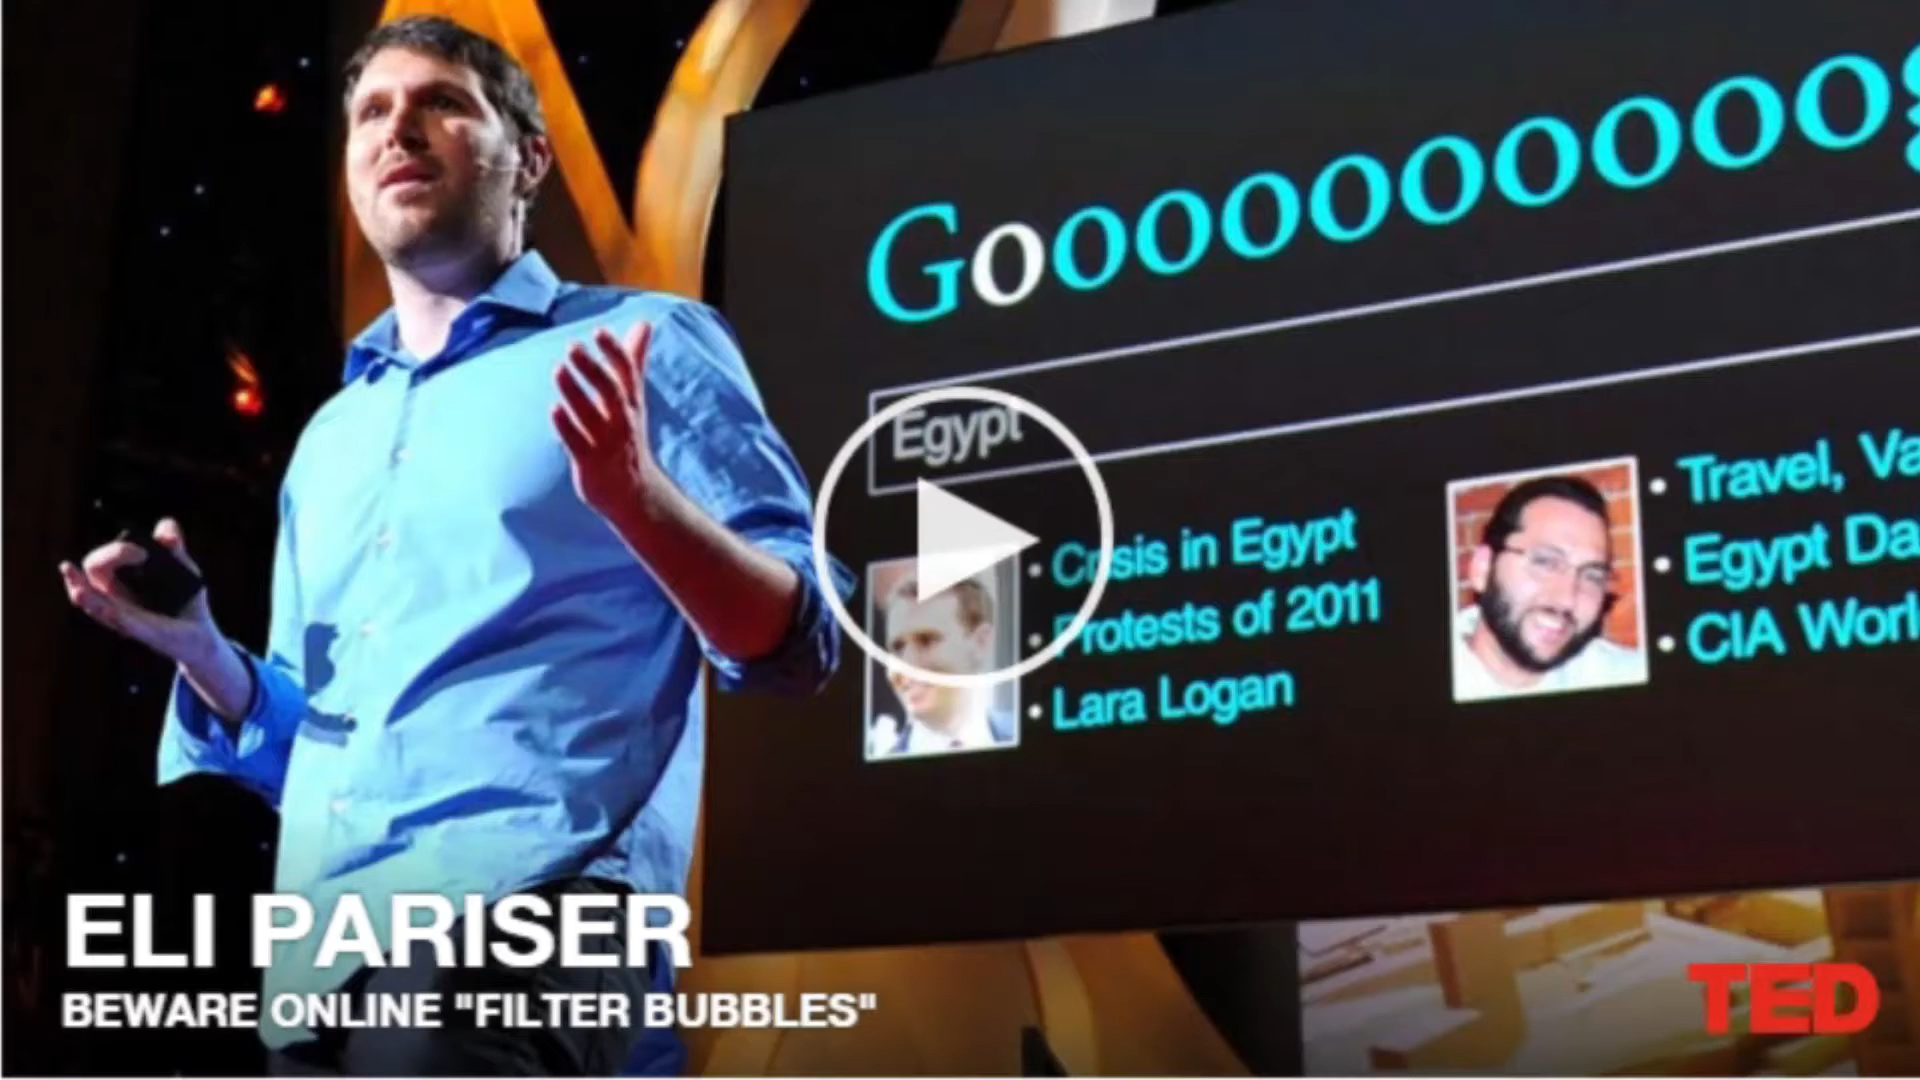 Gooooooooog
Egypt
• Crisis in Egypt
• Protests of 2011
• Lara Logan
• Travel, Va
• Egypt Da
• CIA Worl
ELI PARISER
BEWARE ONLINE "FILTER BUBBLES"
TED